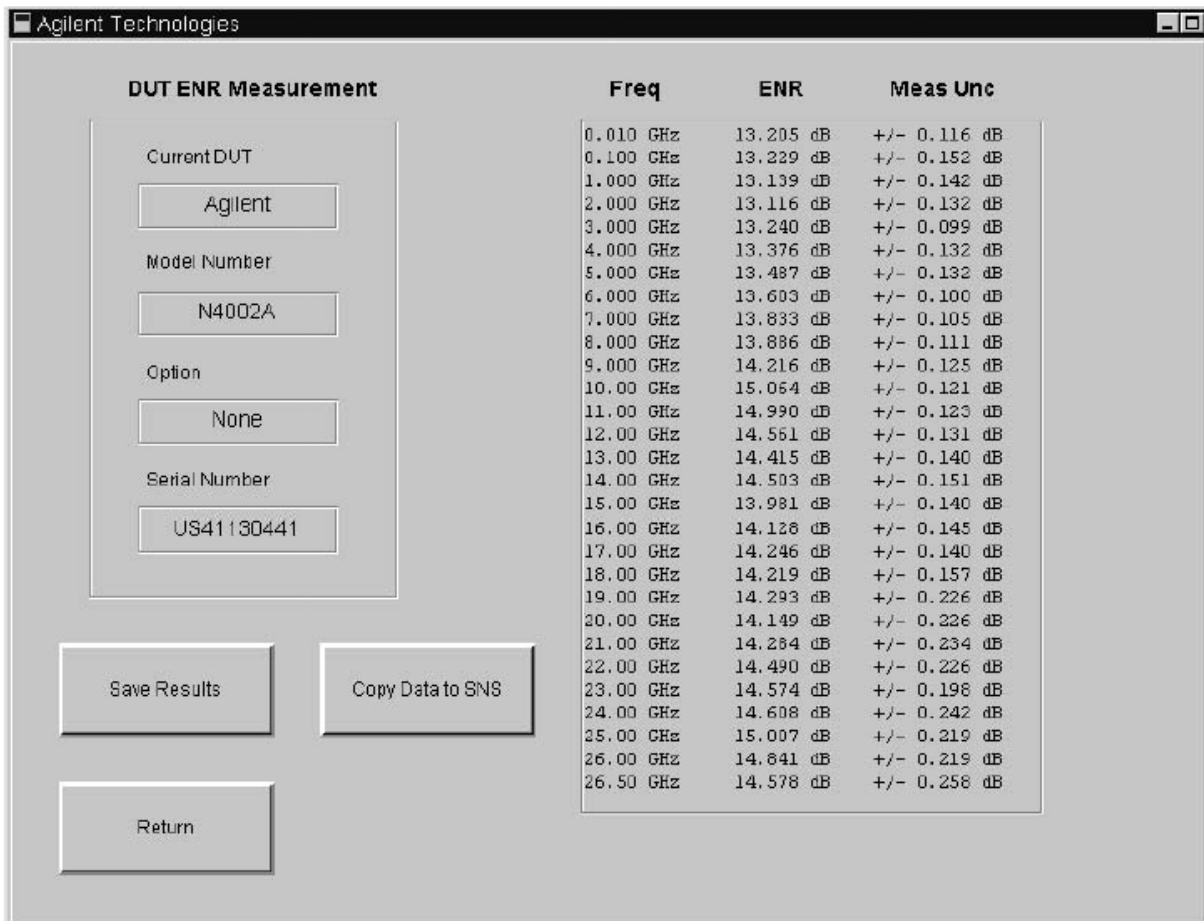 Agilent Technologies
DUT ENR Measurement
Current DUT
Agilent
Model Number
N4002A
Option
None
Serial Number
US41130441
Save Results
Copy Data to SNS
Return
Freq ENR Meas Unc
0.010 GHz 13.205 dB +/- 0.116 dB
0.100 GHz 13.229 dB +/- 0.152 dB
1.000 GHz 13.139 dB +/- 0.142 dB
2.000 GHz 13.116 dB +/- 0.132 dB
3.000 GHz 13.240 dB +/- 0.099 dB
4.000 GHz 13.376 dB +/- 0.132 dB
5.000 GHz 13.487 dB +/- 0.132 dB
6.000 GHz 13.603 dB +/- 0.100 dB
7.000 GHz 13.833 dB +/- 0.105 dB
8.000 GHz 13.886 dB +/- 0.111 dB
9.000 GHz 14.216 dB +/- 0.125 dB
10.00 GHz 15.064 dB +/- 0.121 dB
11.00 GHz 14.990 dB +/- 0.123 dB
12.00 GHz 14.561 dB +/- 0.131 dB
13.00 GHz 14.415 dB +/- 0.140 dB
14.00 GHz 14.503 dB +/- 0.151 dB
15.00 GHz 13.981 dB +/- 0.140 dB
16.00 GHz 14.128 dB +/- 0.145 dB
17.00 GHz 14.246 dB +/- 0.140 dB
18.00 GHz 14.219 dB +/- 0.157 dB
19.00 GHz 14.293 dB +/- 0.226 dB
20.00 GHz 14.149 dB +/- 0.226 dB
21.00 GHz 14.284 dB +/- 0.234 dB
22.00 GHz 14.490 dB +/- 0.226 dB
23.00 GHz 14.574 dB +/- 0.198 dB
24.00 GHz 14.608 dB +/- 0.242 dB
25.00 GHz 15.007 dB +/- 0.219 dB
26.00 GHz 14.841 dB +/- 0.219 dB
26.50 GHz 14.578 dB +/- 0.258 dB